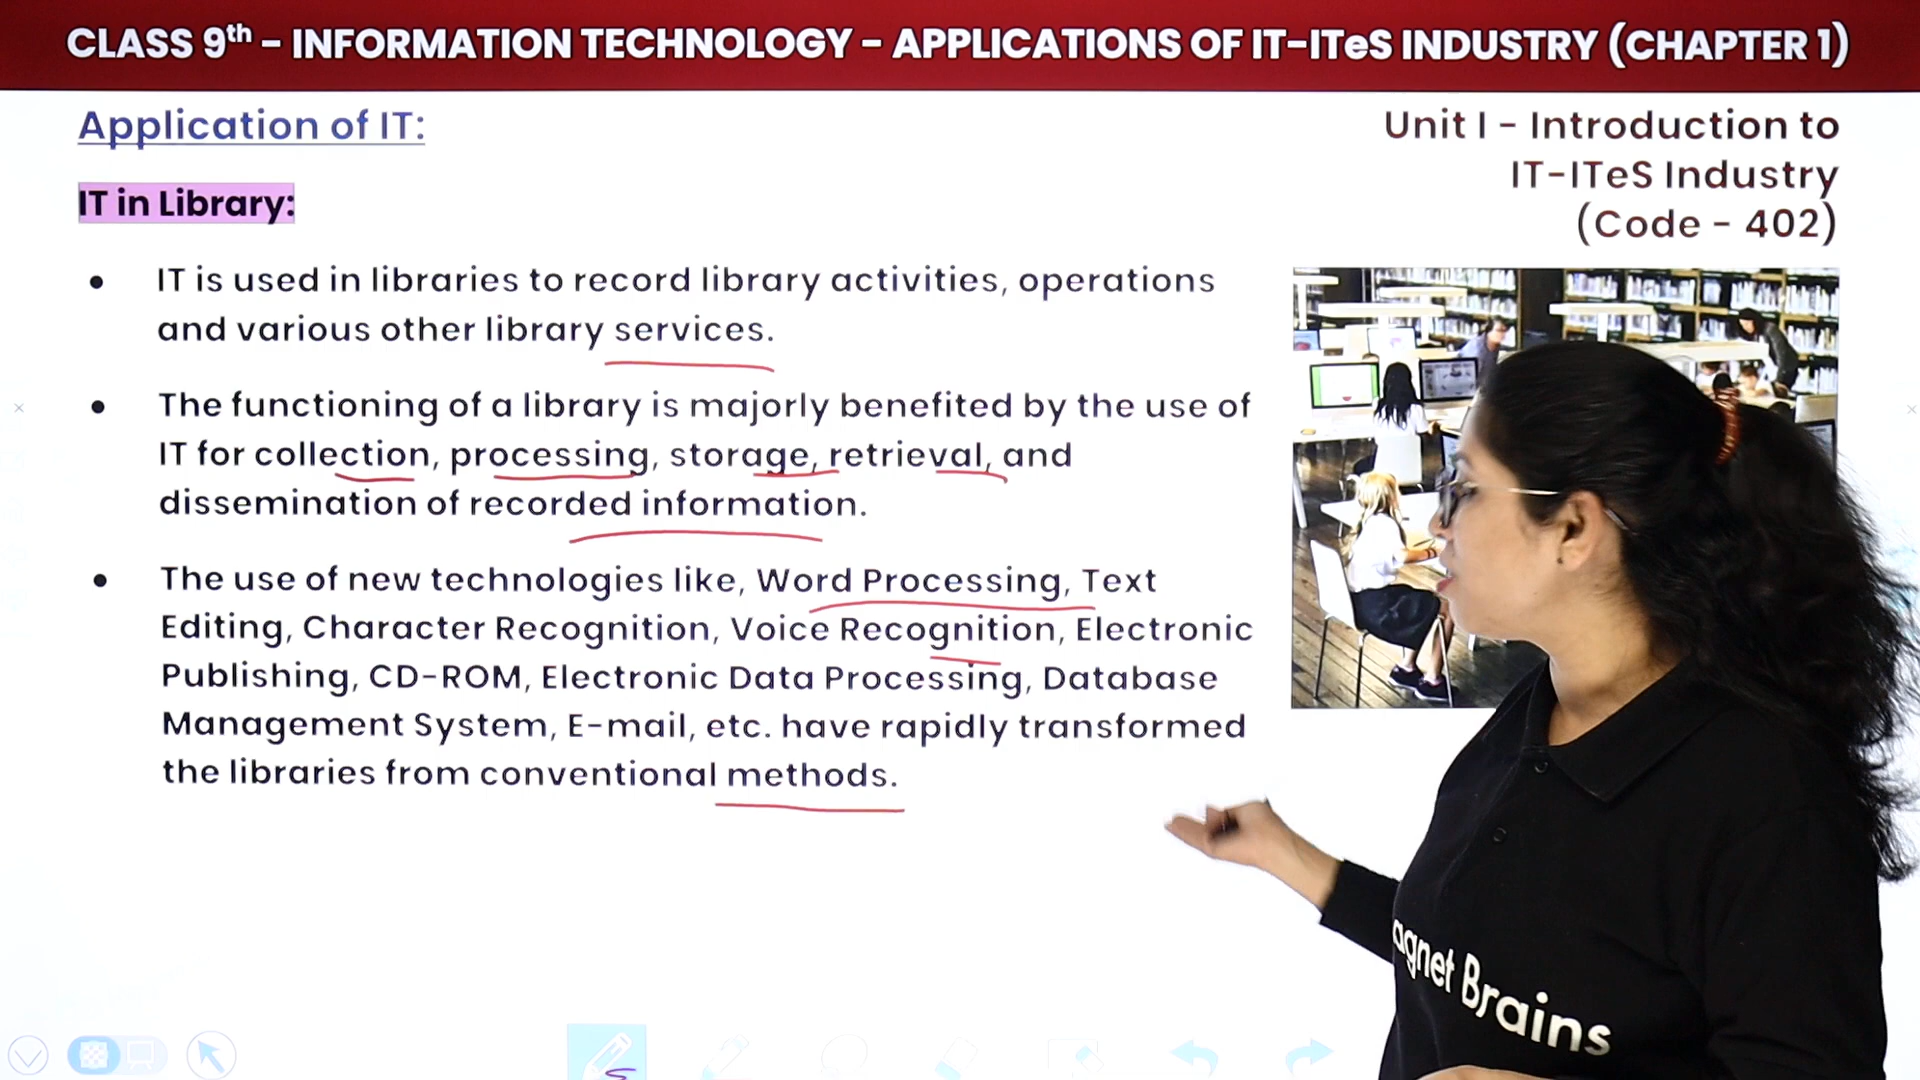 CLASS 9th - INFORMATION TECHNOLOGY - APPLICATIONS OF IT-ITeS INDUSTRY (CHAPTER 1)
Application of IT:
Unit I - Introduction to
IT-ITeS Industry
(Code - 402)
IT in Library:
IT is used in libraries to record library activities, operations
and various other library services.
The functioning of a library is majorly benefited by the use of
IT for collection, processing, storage, retrieval, and
dissemination of recorded information.
The use of new technologies like, Word Processing, Text
Editing, Character Recognition, Voice Recognition, Electronic
Publishing, CD-ROM, Electronic Data Processing, Database
Management System, E-mail, etc. have rapidly transformed
the libraries from conventional methods.
agnet Brains